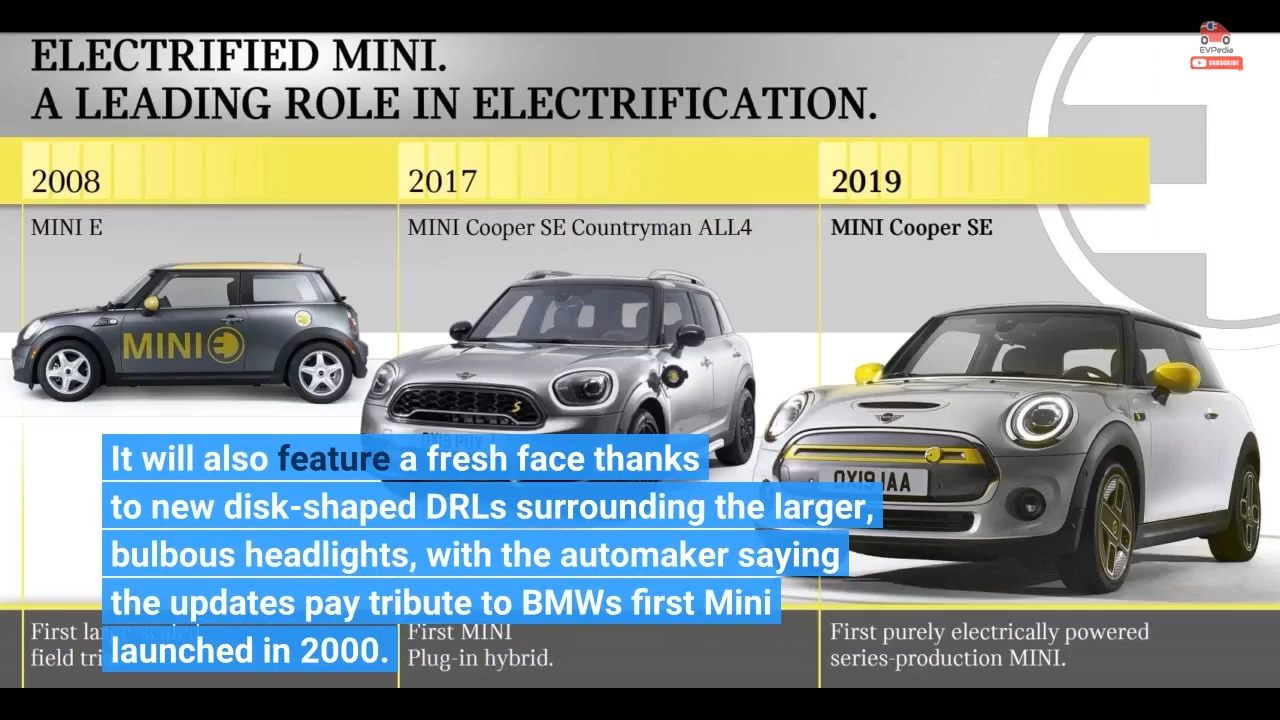 ELECTRIFIED MINI.
A LEADING ROLE IN ELECTRIFICATION.
EVPedia
SUBSCRIBE
2008
2017
2019
MINI E
MINI Cooper SE Countryman ALL4
MINI Cooper SE
MINI
It will also feature a fresh face thanks
to new disk-shaped DRLs surrounding the larger,
bulbous headlights, with the automaker saying
the updates pay tribute to BMWs first Mini
launched in 2000.
First
field
First MINI
Plug-in hybrid.
First purely electrically powered
series-production MINI.